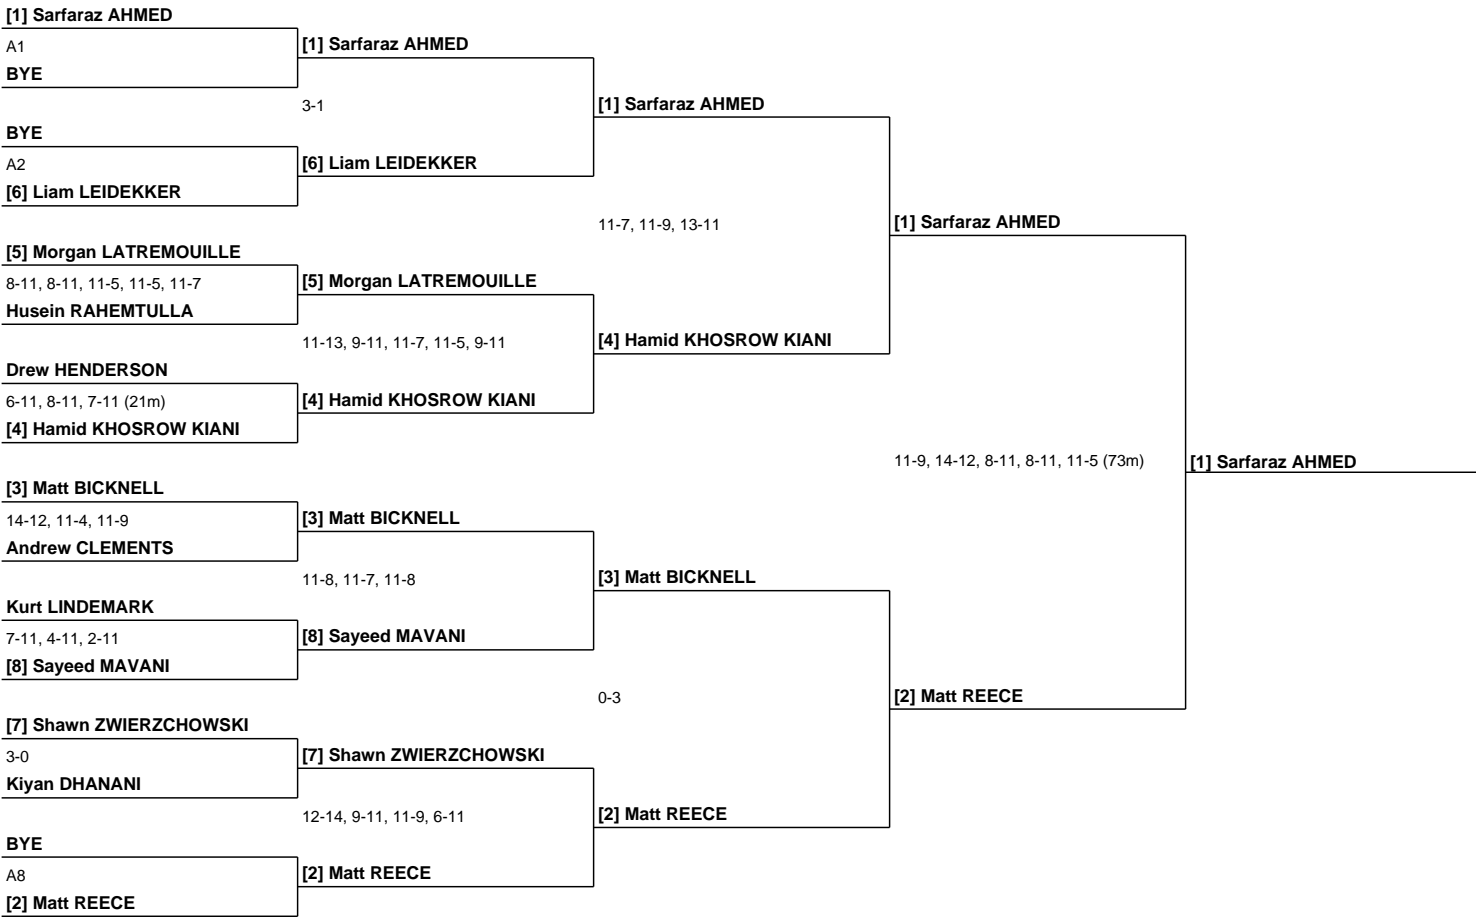 [1] Sarfaraz AHMED
A1
[1] Sarfaraz AHMED
BYE
3-1
[1] Sarfaraz AHMED
BYE
A2
[6] Liam LEIDEKKER
[6] Liam LEIDEKKER
11-7, 11-9, 13-11
[1] Sarfaraz AHMED
[5] Morgan LATREMOUILLE
8-11, 8-11, 11-5, 11-5, 11-7
[5] Morgan LATREMOUILLE
Husein RAHEMTULLA
11-13, 9-11, 11-7, 11-5, 9-11
[4] Hamid KHOSROW KIANI
Drew HENDERSON
6-11, 8-11, 7-11 (21m)
[4] Hamid KHOSROW KIANI
[4] Hamid KHOSROW KIANI
11-9, 14-12, 8-11, 8-11, 11-5 (73m)
[1] Sarfaraz AHMED
[3] Matt BICKNELL
14-12, 11-4, 11-9
[3] Matt BICKNELL
Andrew CLEMENTS
11-8, 11-7, 11-8
[3] Matt BICKNELL
Kurt LINDEMARK
7-11, 4-11, 2-11
[8] Sayeed MAVANI
[8] Sayeed MAVANI
0-3
[2] Matt REECE
[7] Shawn ZWIERZCHOWSKI
3-0
[7] Shawn ZWIERZCHOWSKI
Kiyan DHANANI
12-14, 9-11, 11-9, 6-11
[2] Matt REECE
BYE
A8
[2] Matt REECE
[2] Matt REECE